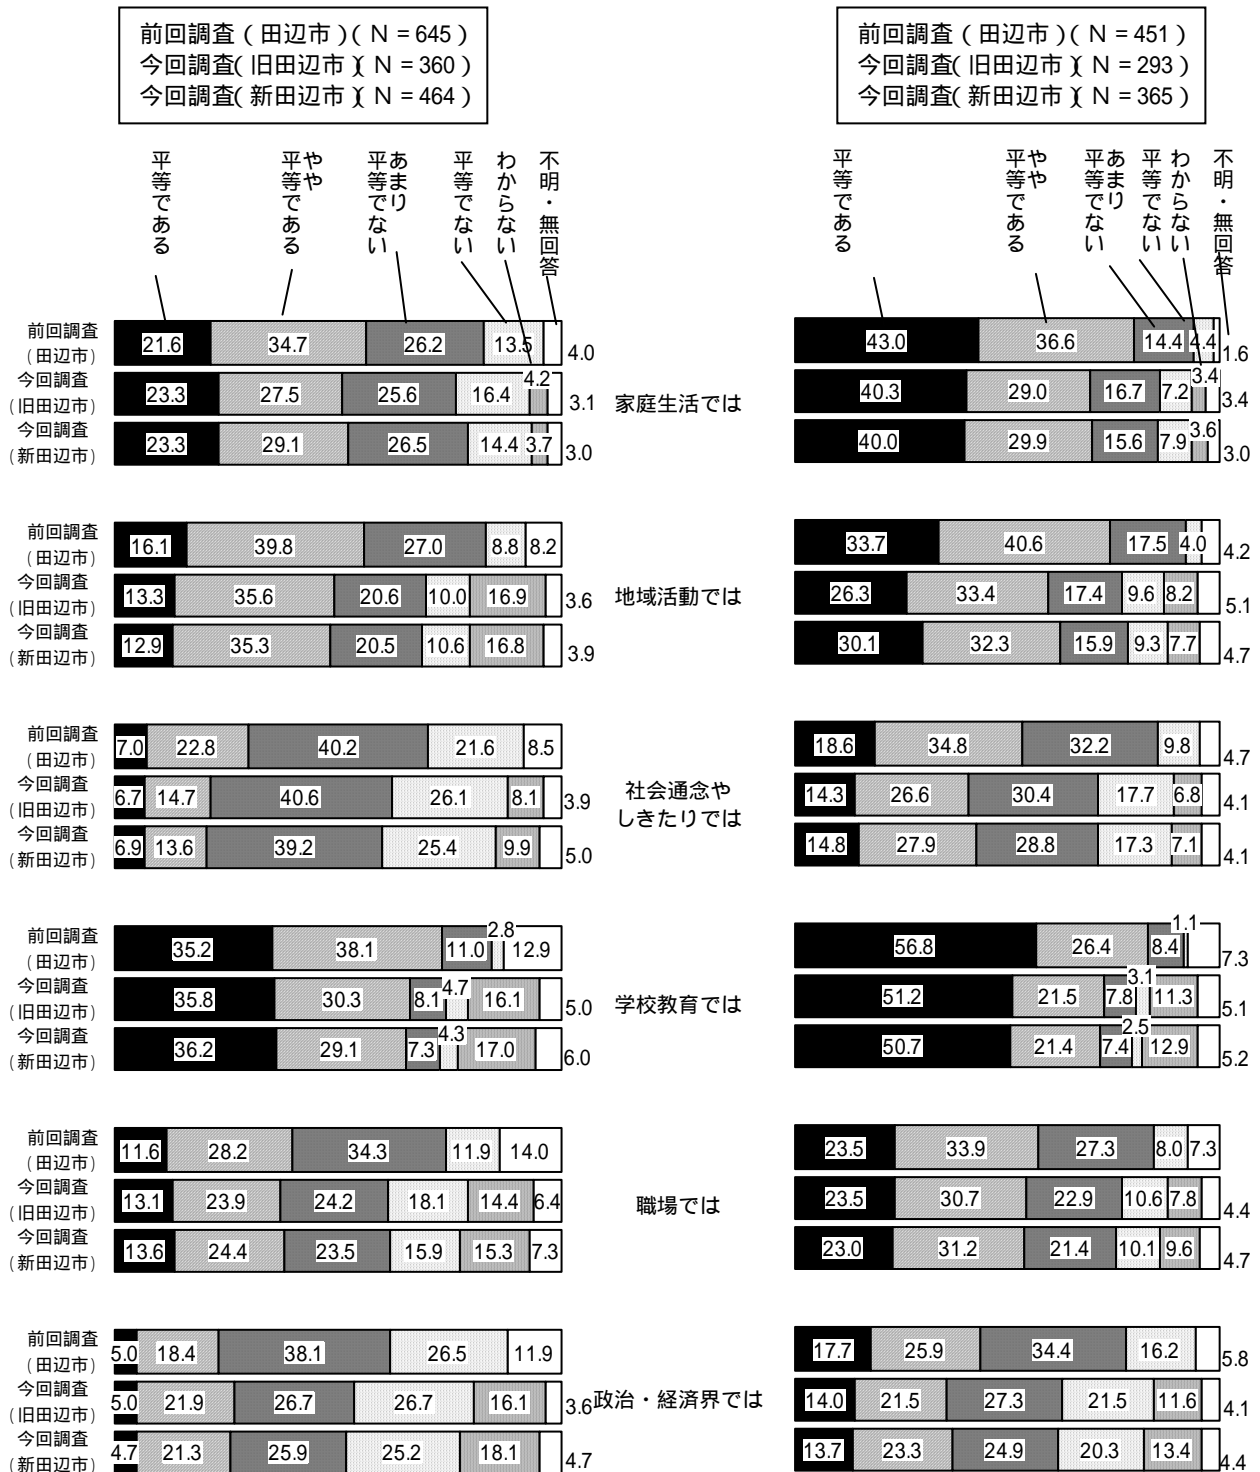 前回調査(田辺市)(N=645)
今回調査(旧田辺市)(N=360)
今回調査(新田辺市)(N=464)
前回調査(田辺市)(N=451)
今回調査(旧田辺市)(N=293)
今回調査(新田辺市)(N=365)
平等である
やや
平等である
あまり
平等でない
平等でない
わからない
不明・無回答
平等である
やや
平等である
あまり
平等でない
平等でない
わからない
不明・無回答
家庭生活では
前回調査
(田辺市)
21.6 34.7 26.2 13.5 4.0
43.0 36.6 14.4 4.4 1.6
今回調査
(旧田辺市)
23.3 27.5 25.6 16.4 4.2 3.1
40.3 29.0 16.7 7.2 3.4 3.4
今回調査
(新田辺市)
23.3 29.1 26.5 14.4 3.7 3.0
40.0 29.9 15.6 7.9 3.6 3.0
地域活動では
前回調査
(田辺市)
16.1 39.8 27.0 8.8 8.2
33.7 40.6 17.5 4.0 4.2
今回調査
(旧田辺市)
13.3 35.6 20.6 10.0 16.9 3.6
26.3 33.4 17.4 9.6 8.2 5.1
今回調査
(新田辺市)
12.9 35.3 20.5 10.6 16.8 3.9
30.1 32.3 15.9 9.3 7.7 4.7
社会通念や
しきたりでは
前回調査
(田辺市)
7.0 22.8 40.2 21.6 8.5
18.6 34.8 32.2 9.8 4.7
今回調査
(旧田辺市)
6.7 14.7 40.6 26.1 8.1 3.9
14.3 26.6 30.4 17.7 6.8 4.1
今回調査
(新田辺市)
6.9 13.6 39.2 25.4 9.9 5.0
14.8 27.9 28.8 17.3 7.1 4.1
学校教育では
前回調査
(田辺市)
35.2 38.1 11.0 2.8 12.9
56.8 26.4 8.4 1.1 7.3
今回調査
(旧田辺市)
35.8 30.3 8.1 4.7 16.1 5.0
51.2 21.5 7.8 3.1 11.3 5.1
今回調査
(新田辺市)
36.2 29.1 7.3 4.3 17.0 6.0
50.7 21.4 7.4 2.5 12.9 5.2
職場では
前回調査
(田辺市)
11.6 28.2 34.3 11.9 14.0
23.5 33.9 27.3 8.0 7.3
今回調査
(旧田辺市)
13.1 23.9 24.2 18.1 14.4 6.4
23.5 30.7 22.9 10.6 7.8 4.4
今回調査
(新田辺市)
13.6 24.4 23.5 15.9 15.3 7.3
23.0 31.2 21.4 10.1 9.6 4.7
政治・経済界では
前回調査
(田辺市)
5.0 18.4 38.1 26.5 11.9
17.7 25.9 34.4 16.2 5.8
今回調査
(旧田辺市)
5.0 21.9 26.7 26.7 16.1 3.6
14.0 21.5 27.3 21.5 11.6 4.1
今回調査
(新田辺市)
4.7 21.3 25.9 25.2 18.1 4.7
13.7 23.3 24.9 20.3 13.4 4.4